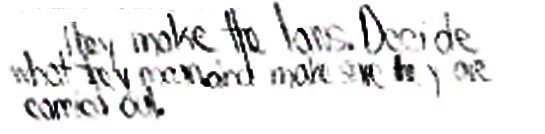 They make the laws. Decide
what they mean and make sure they are
carried out.